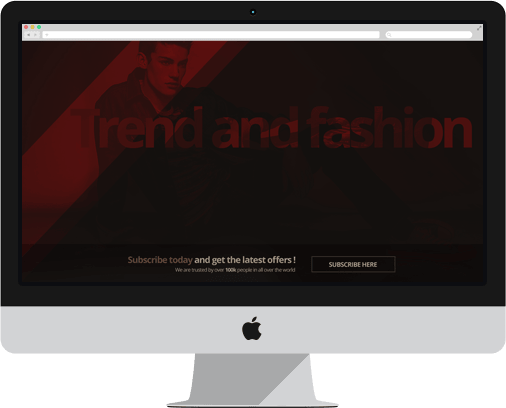 Trend and fashion
Subscribe today and get the latest offers !
We are trusted by over 100k people in all over the world
SUBSCRIBE HERE